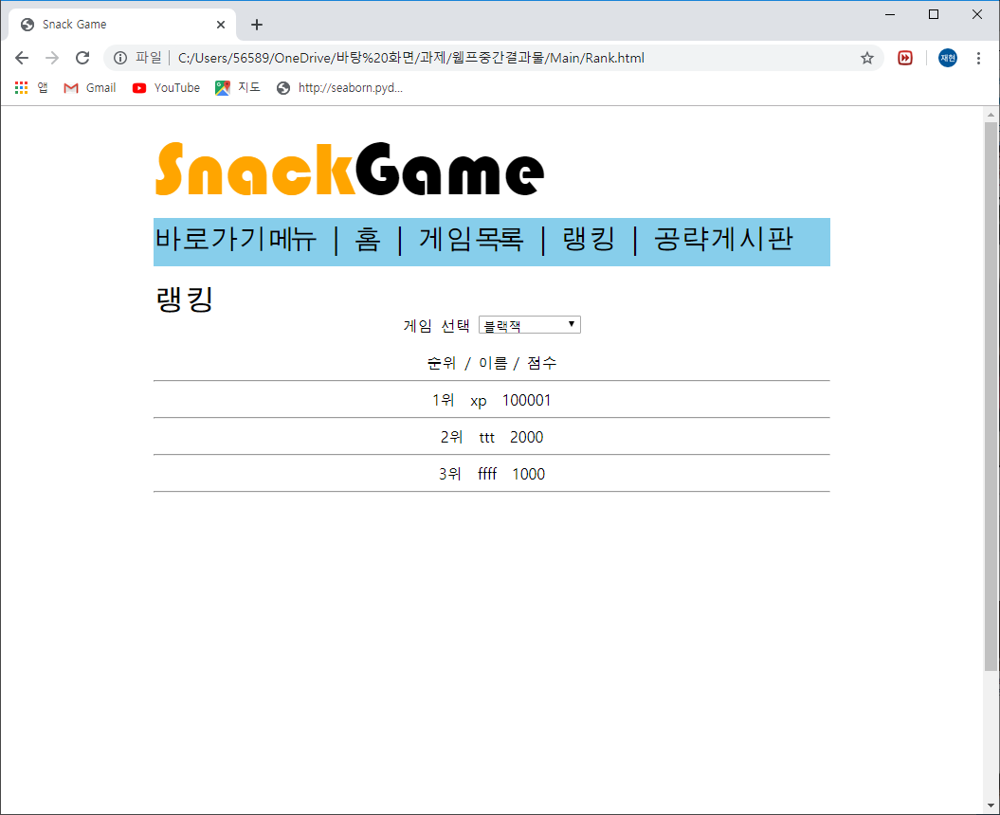 Snack Game
파일 | C:/Users/56589/OneDrive/바탕%20화면/과제/웹프중간결과물/Main/Rank.html
재현
앱 Gmail YouTube 지도 http://seaborn.pyd...
SnackGame
바로가기메뉴 | 홈 | 게임목록 | 랭킹 | 공략게시판
랭킹
게임 선택 블랙잭
순위 / 이름 / 점수
1위 xp 100001
2위 ttt 2000
3위 ffff 1000